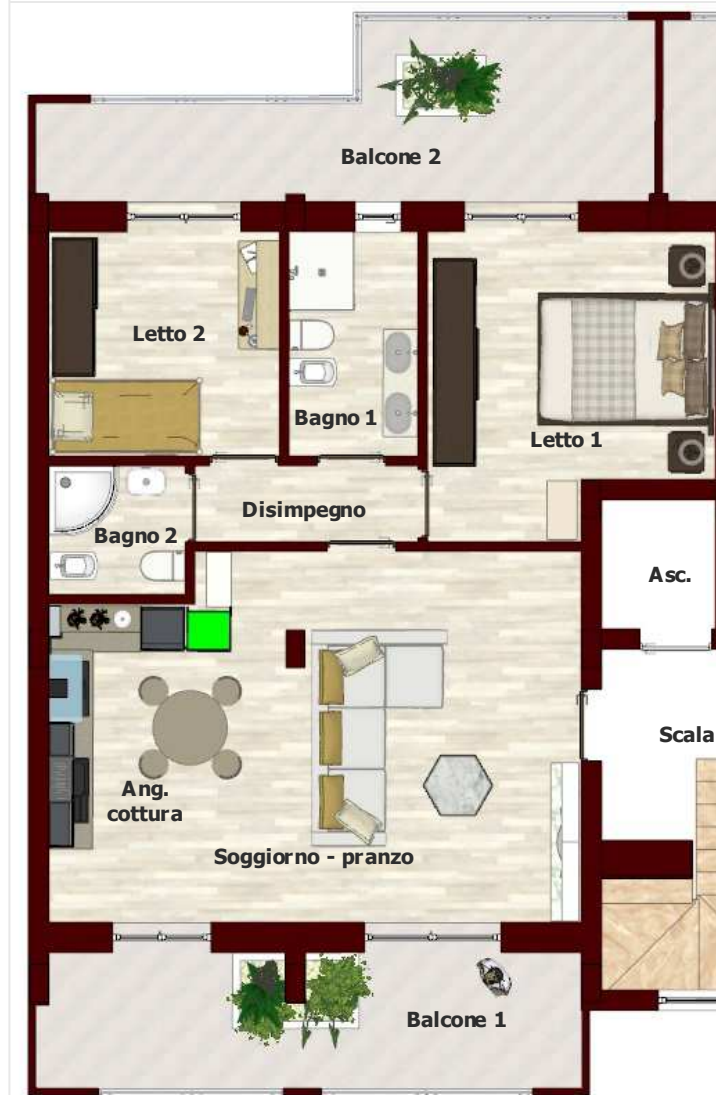 Balcone 2
Letto 2
Bagno 1
Letto 1
Disimpegno
Bagno 2
Asc.
Scala
Ang.
cottura
Soggiorno - pranzo
Balcone 1